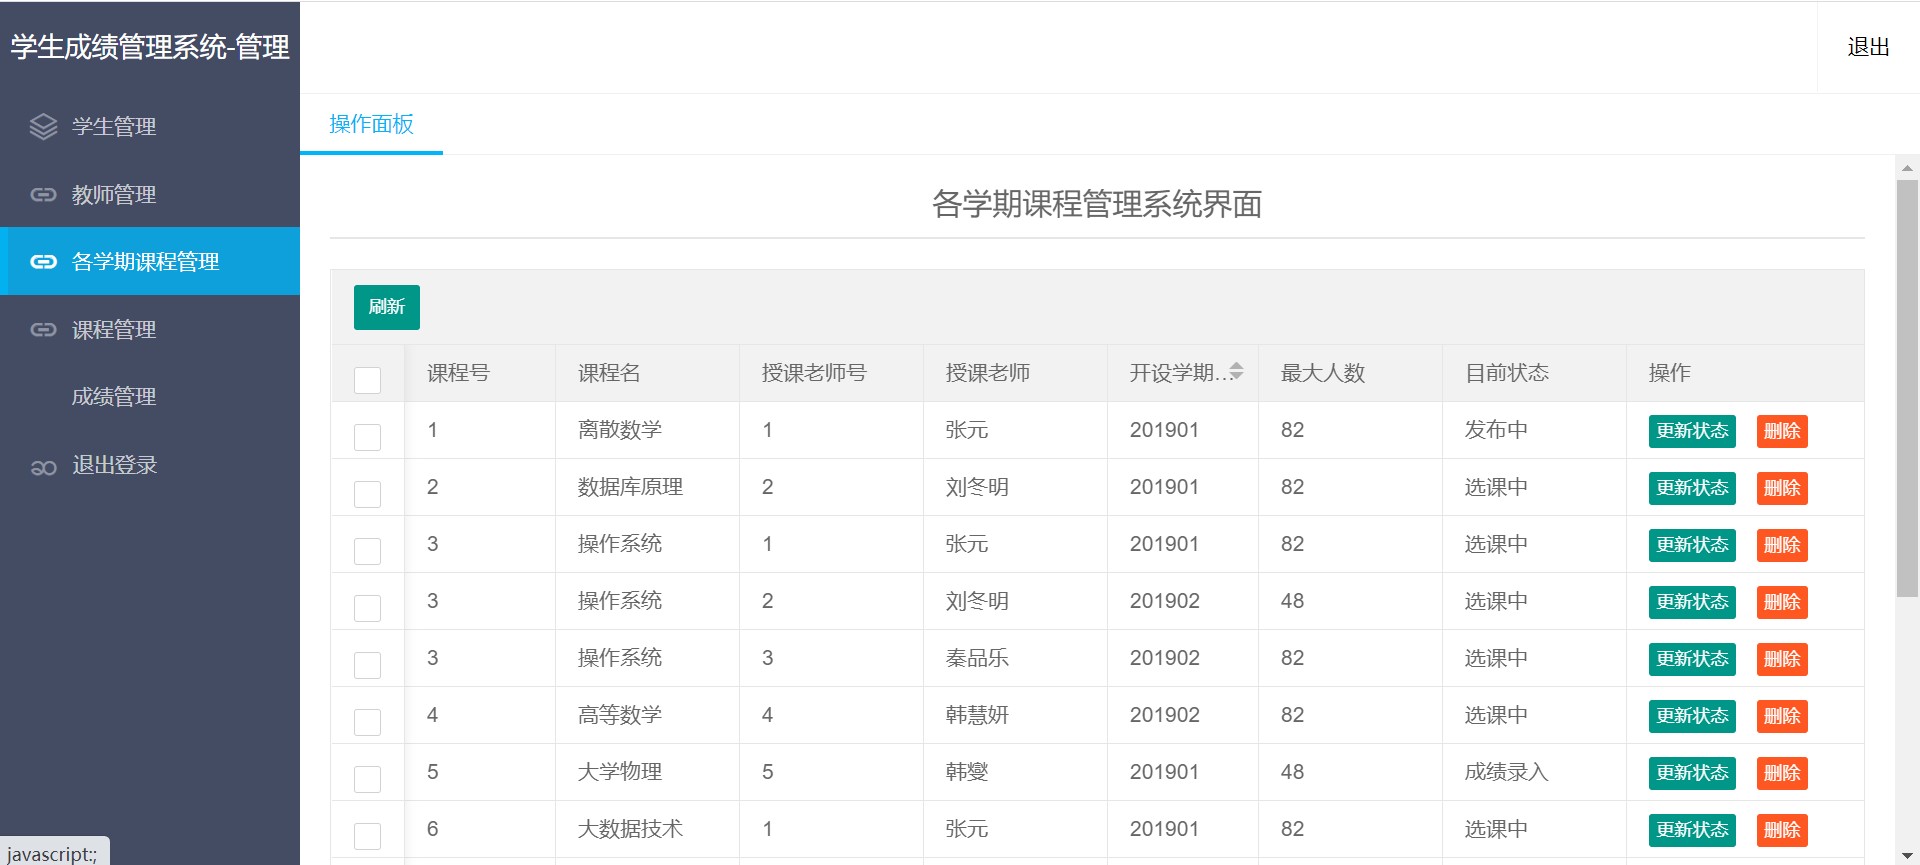 学生成绩管理系统-管理
退出
学生管理
教师管理
各学期课程管理
课程管理
成绩管理
退出登录
操作面板
各学期课程管理系统界面
刷新
课程号 课程名 授课老师号 授课老师 开设学期... 最大人数 目前状态 操作
1 离散数学 1 张元 201901 82 发布中 更新状态 删除
2 数据库原理 2 刘冬明 201901 82 选课中 更新状态 删除
3 操作系统 1 张元 201901 82 选课中 更新状态 删除
3 操作系统 2 刘冬明 201902 48 选课中 更新状态 删除
3 操作系统 3 秦品乐 201902 82 选课中 更新状态 删除
4 高等数学 4 韩慧妍 201902 82 选课中 更新状态 删除
5 大学物理 5 韩燮 201901 48 成绩录入 更新状态 删除
6 大数据技术 1 张元 201901 82 选课中 更新状态 删除
javascript:;